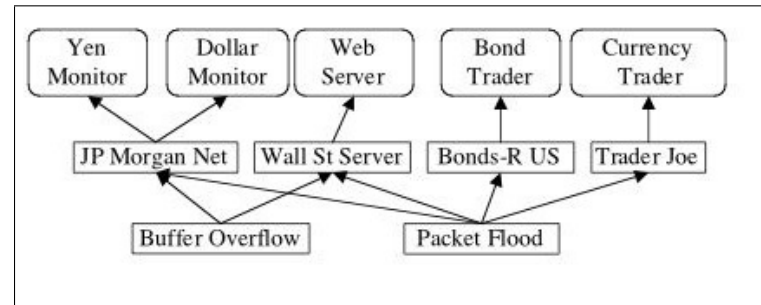 Yen
Monitor
Dollar
Monitor
Web
Server
Bond
Trader
Currency
Trader
JP Morgan Net
Wall St Server
Bonds-R US
Trader Joe
Buffer Overflow
Packet Flood